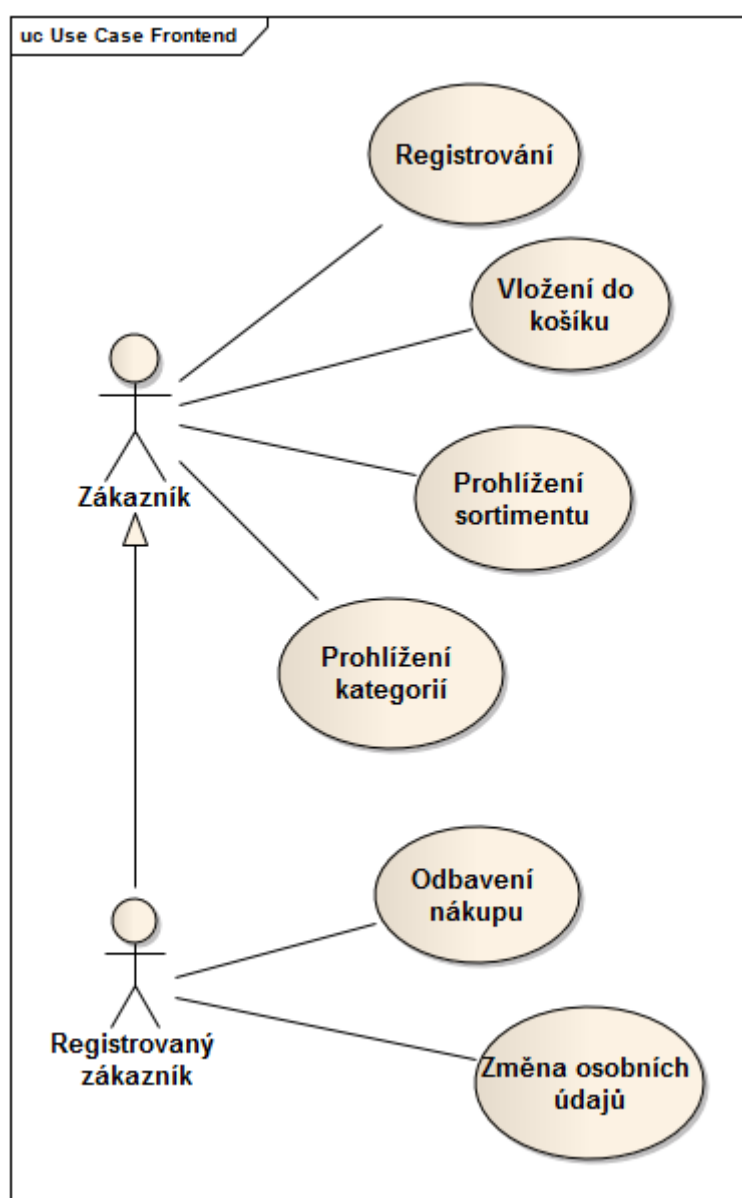 uc Use Case Frontend
Registrování
Vložení do
košíku
Prohlížení
sortimentu
Zákazník
Prohlížení
kategorií
Odbavení
nákupu
Registrovaný
zákazník
Změna osobních
údajů